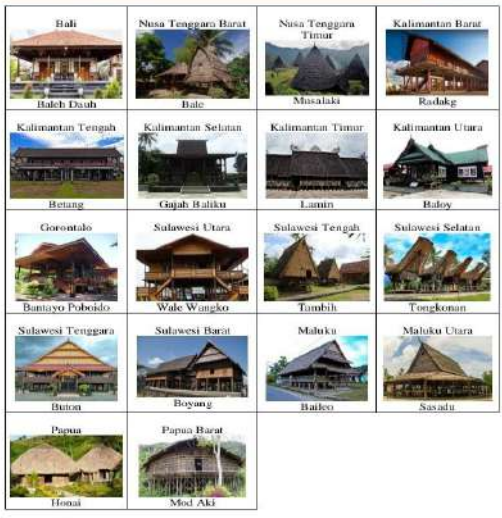 Bali
Baleh Dauh
Nusa Tenggara Barat
Bale
Nusa Tenggara
Timur
Musalaki
Kalimantan Barat
Radakg
Kalimantan Tengah
Betang
Kalimantan Selatan
Gajah Baliku
Kalimantan Timur
Lamin
Kalimantan Utara
Baloy
Gorontalo
Bantayo Poboido
Sulawesi Utara
Wale Wangko
Sulawesi Tengah
Tambih
Sulawesi Selatan
Tongkonan
Sulawesi Tenggara
Buton
Sulawesi Barat
Boyang
Maluku
Baileo
Maluku Utara
Sasadu
Papua
Honai
Papua Barat
Mod Aki